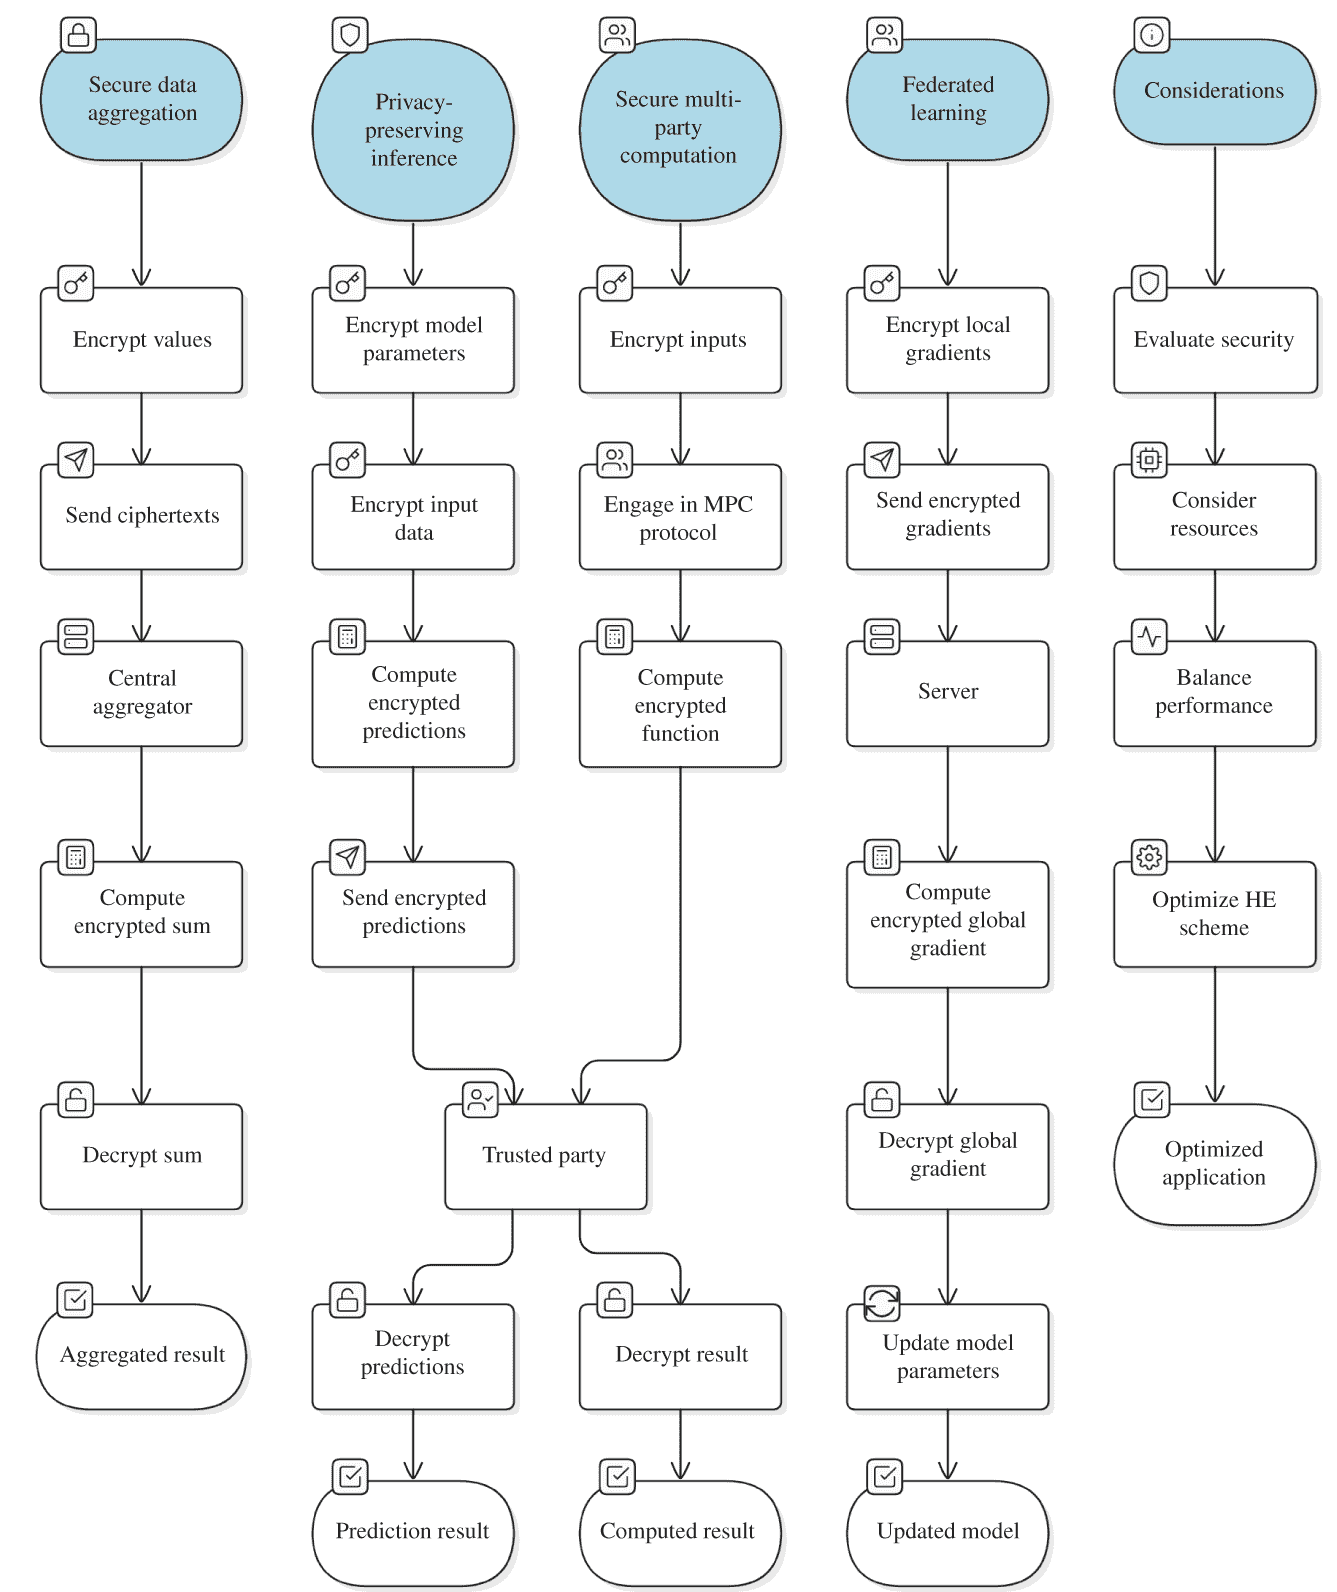 Secure data
aggregation
Privacy-
preserving
inference
Secure multi-
party
computation
Federated
learning
Considerations
Encrypt values
Encrypt model
parameters
Encrypt inputs
Encrypt local
gradients
Evaluate security
Send ciphertexts
Encrypt input
data
Engage in MPC
protocol
Send encrypted
gradients
Consider
resources
Central
aggregator
Compute
encrypted
predictions
Compute
encrypted
function
Server
Balance
performance
Compute
encrypted sum
Send encrypted
predictions
Compute
encrypted global
gradient
Optimize HE
scheme
Decrypt sum
Trusted party
Decrypt global
gradient
Optimized
application
Aggregated result
Decrypt
predictions
Decrypt result
Update model
parameters
Prediction result
Computed result
Updated model